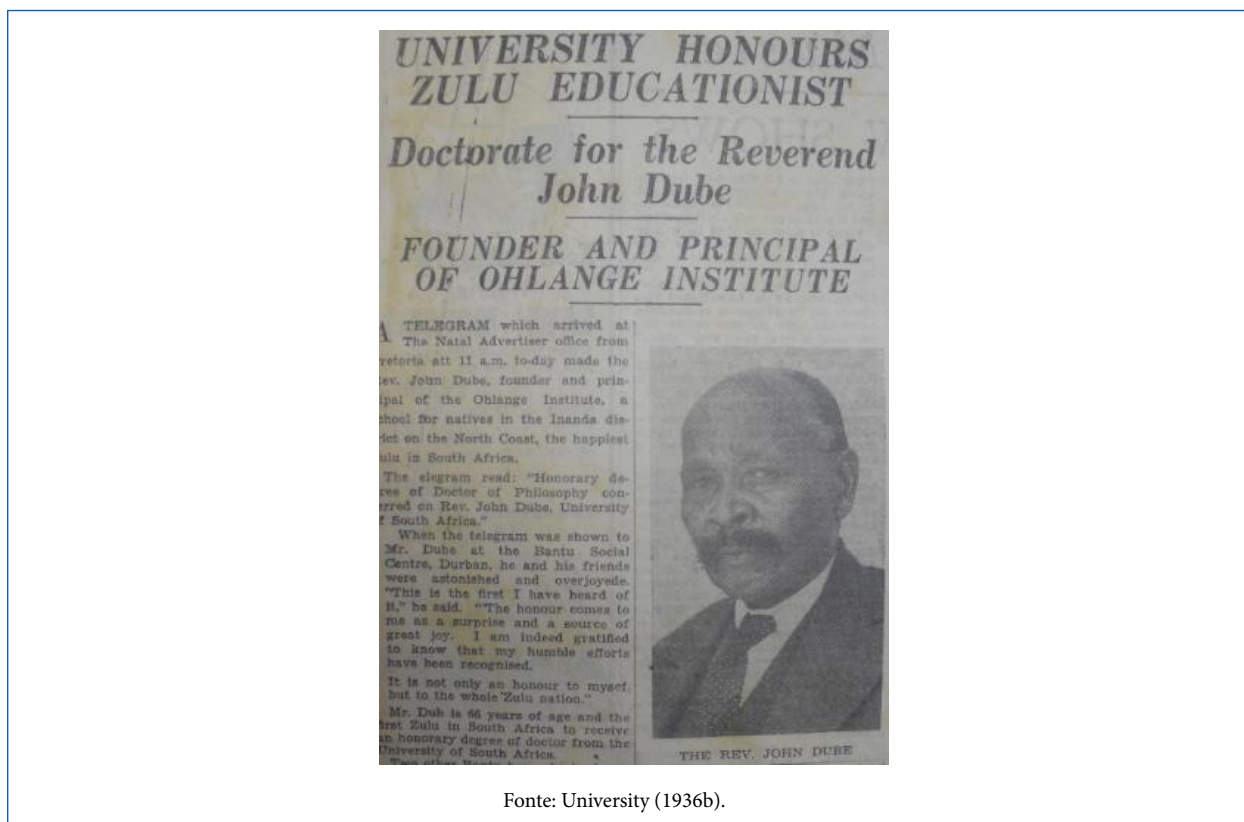 UNIVERSITY HONOURS
ZULU EDUCATIONIST
Doctorate for the Reverend
John Dube
FOUNDER AND PRINCIPAL
OF OHLANGE INSTITUTE
A TELEGRAM which arrived at
The Natal Advertiser office from
retoria att 11 a.m. to-day made the
ev. John Dube, founder and prin-
ipal of the Ohlange Institute, a
chool for natives in the Inanda dis-
rict on the North Coast, the happiest
ulu in South Africa.
The elegram read: "Honorary de-
ree of Doctor of Philosophy con-
erred on Rev. John Dube, University
f South Africa."
When the telegram was shown to
Mr. Dube at the Bantu Social
Centre, Durban, he and his friends
were astonished and overjoyede.
"This is the first I have heard of
it," he said. "The honour comes to
me as a surprise and a source of
great joy. I am indeed gratified
to know that my humble efforts
have been recognised.
It is not only an honour to myself,
but to the whole Zulu nation."
Mr. Dub is 66 years of age and the
first Zulu in South Africa to receive
an honorary degree of doctor from the
University of South Africa.
THE REV. JOHN DUBE
Fonte: University (1936b).